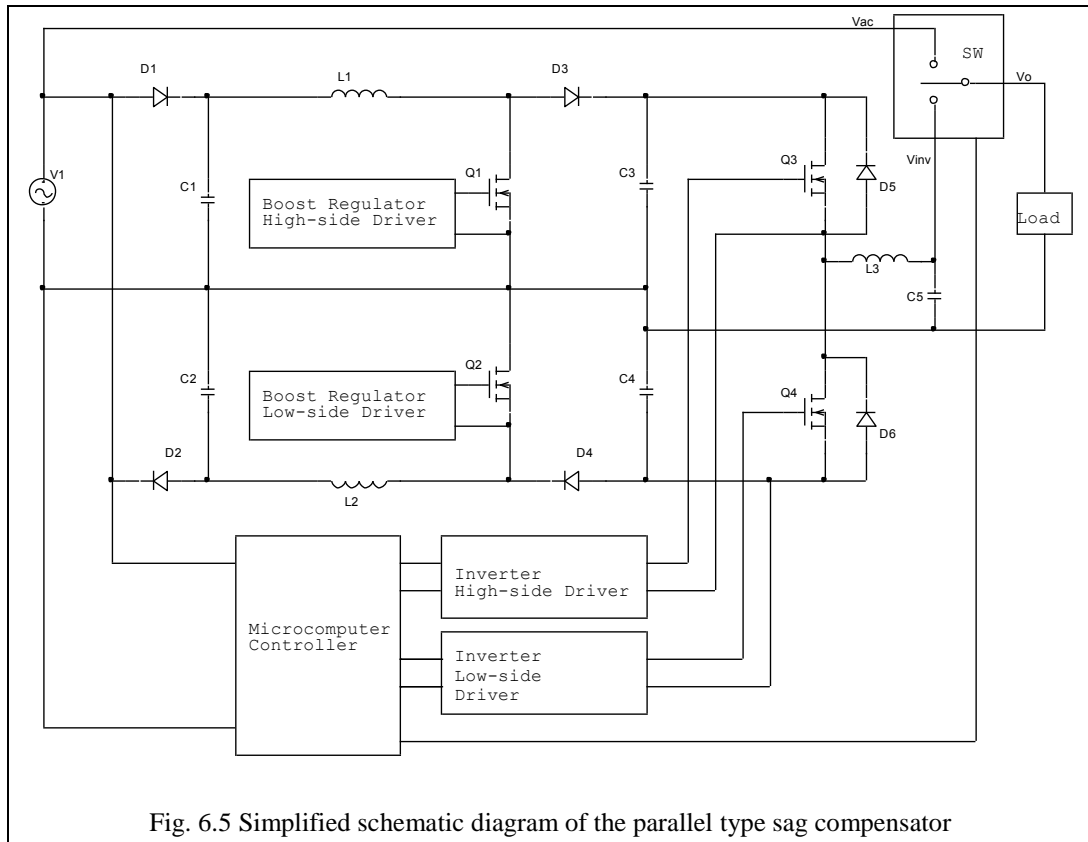 Vac
SW
D1
L1
D3
Vo
V1
C1
Q1
Boost Regulator
High-side Driver
C3
Q3
D5
Vinv
Load
L3
C5
C2
Q2
Boost Regulator
Low-side Driver
C4
Q4
D6
D2
L2
D4
Microcomputer
Controller
Inverter
High-side Driver
Inverter
Low-side
Driver
Fig. 6.5 Simplified schematic diagram of the parallel type sag compensator